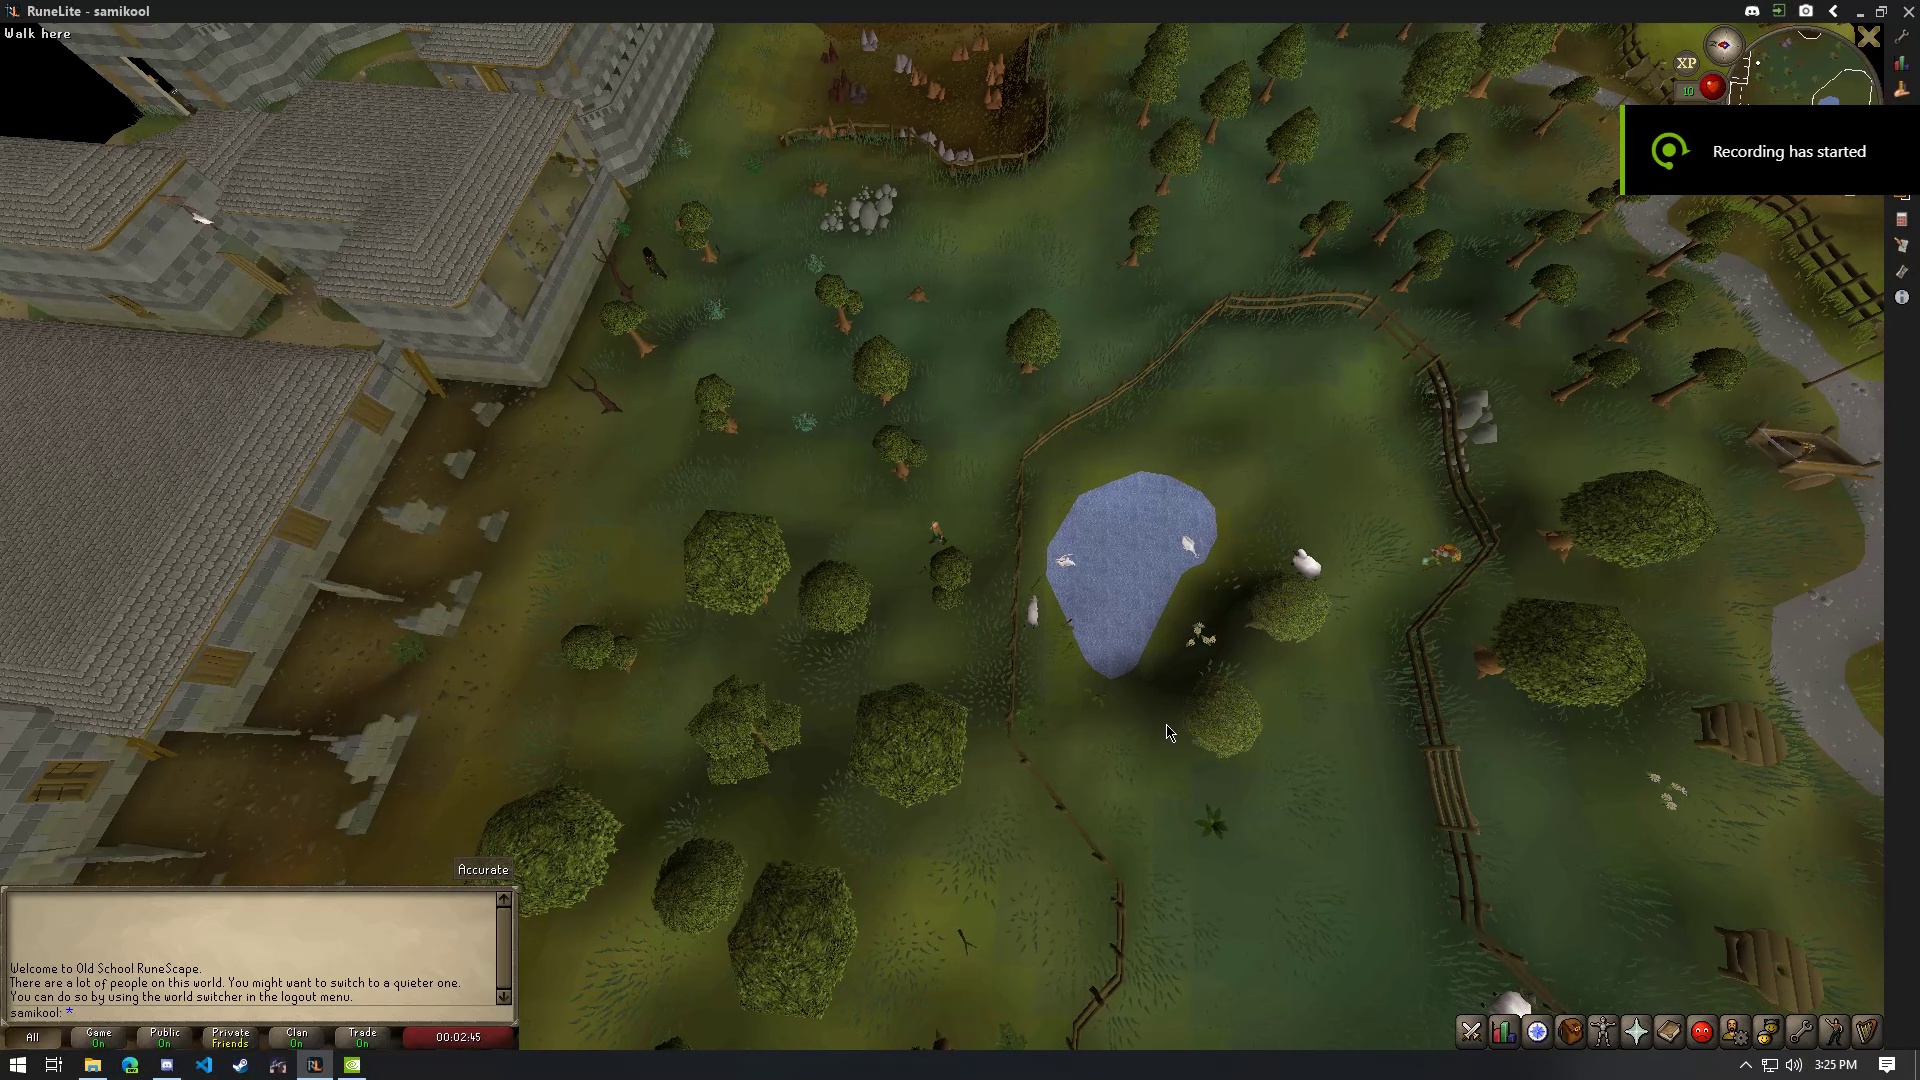 RuneLite - samikool
Walk here
XP
10
Recording has started
Accurate
Welcome to Old School RuneScape.
There are a lot of people on this world. You might want to switch to a quieter one.
You can do so by using the world switcher in the logout menu.
samikool: *
All
Game
On
Public
On
Private
Friends
Clan
On
Trade
On
00:02:45
3:25 PM